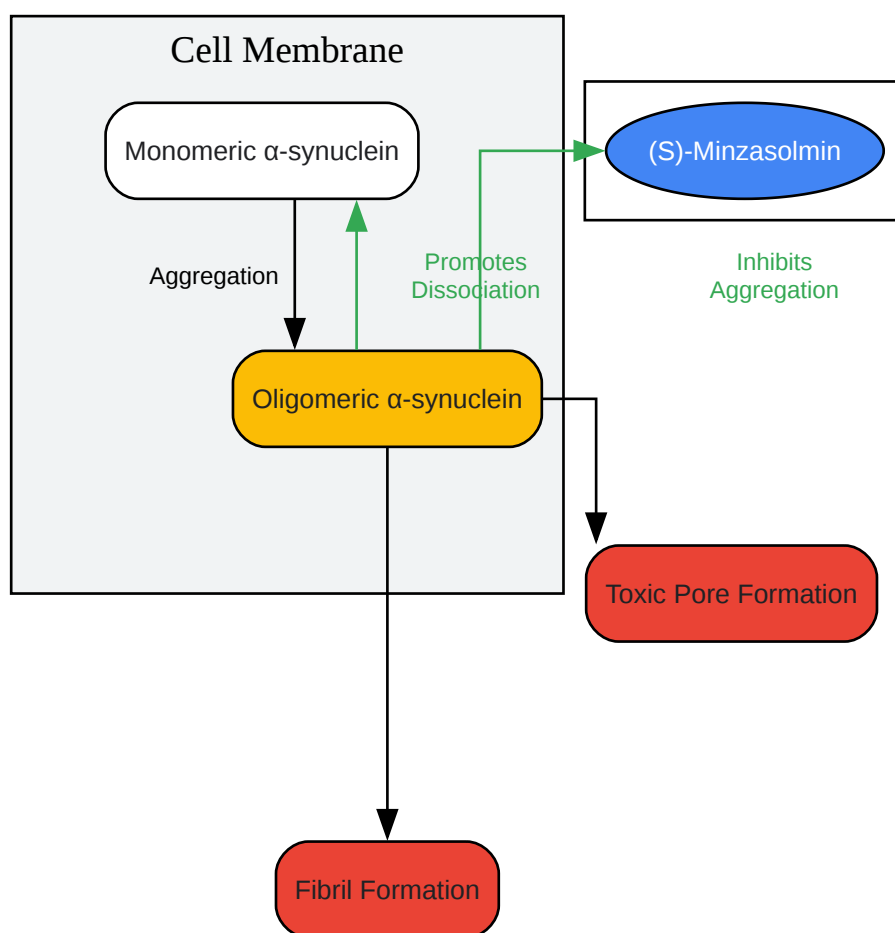 Cell Membrane
Monomeric α-synuclein
(S)-Minzasolmin
Aggregation
Promotes
Dissociation
Inhibits
Aggregation
Oligomeric α-synuclein
Toxic Pore Formation
Fibril Formation